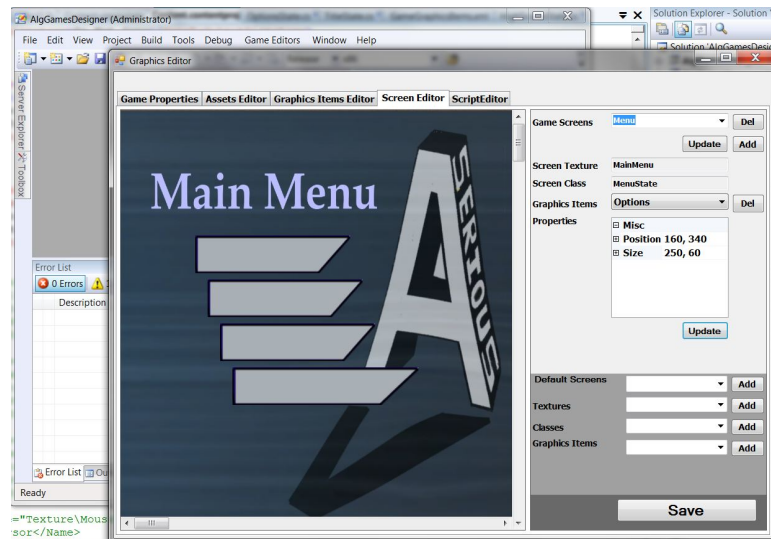 AlgGamesDesigner (Administrator)
Solution Explorer - Solution
File Edit View Project Build Tools Debug Game Editors Window Help
Graphics Editor
Server Explorer
Toolbox
Game Properties Assets Editor Graphics Items Editor Screen Editor ScriptEditor
Main Menu
A
SERIOUS
Game Screens Menu Del
Update Add
Screen Texture MainMenu
Screen Class MenuState
Graphics Items Options Del
Properties
Misc
Position 160, 340
Size 250, 60
Update
Default Screens Add
Textures Add
Classes Add
Graphics Items Add
Save
Error List
0 Errors
Description
Error List Ou
Ready
="Texture\Mous
sor</Name>